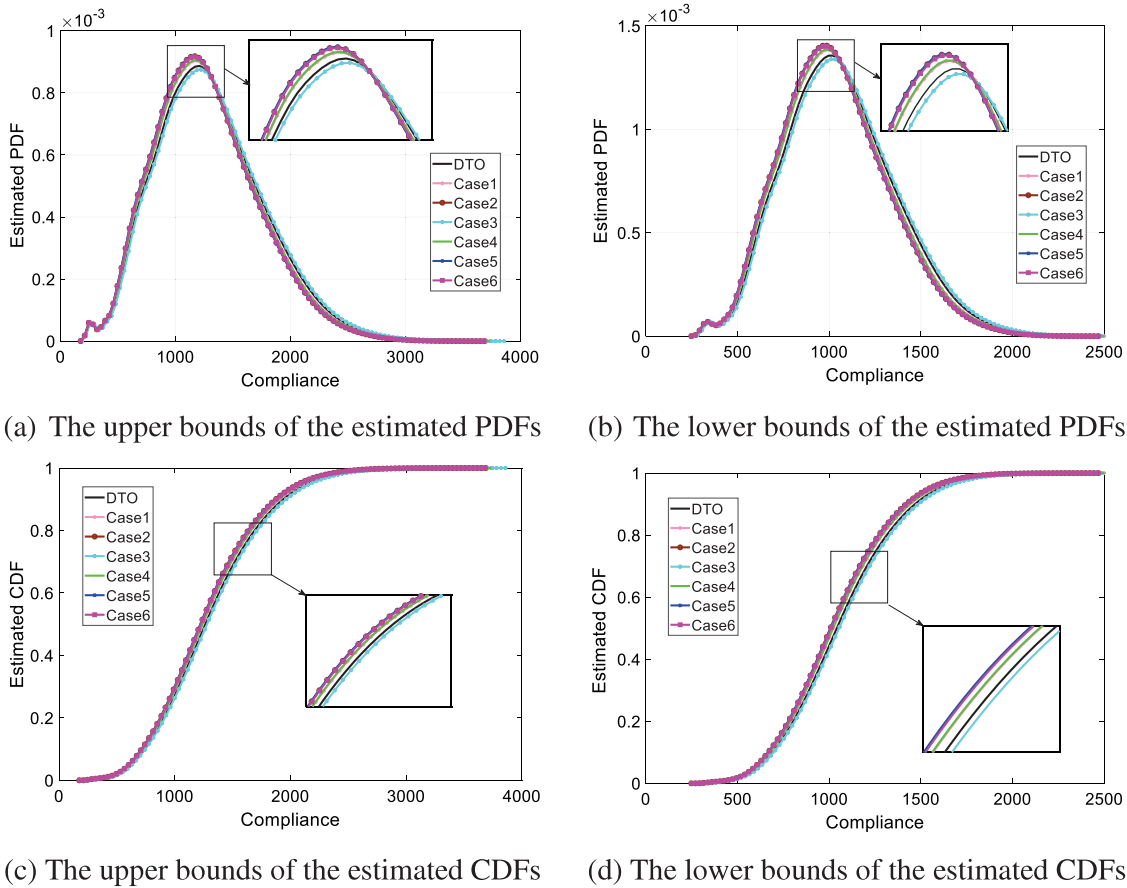 ×10⁻³
1
0.8
0.6
0.4
0.2
0
0
1000
2000
3000
4000
Estimated PDF
Compliance
DTO
Case1
Case2
Case3
Case4
Case5
Case6
(a) The upper bounds of the estimated PDFs
×10⁻³
1.5
1
0.5
0
0
500
1000
1500
2000
2500
Estimated PDF
Compliance
DTO
Case1
Case2
Case3
Case4
Case5
Case6
(b) The lower bounds of the estimated PDFs
1
0.8
0.6
0.4
0.2
0
0
1000
2000
3000
4000
Estimated CDF
Compliance
DTO
Case1
Case2
Case3
Case4
Case5
Case6
(c) The upper bounds of the estimated CDFs
1
0.8
0.6
0.4
0.2
0
0
500
1000
1500
2000
2500
Estimated CDF
Compliance
DTO
Case1
Case2
Case3
Case4
Case5
Case6
(d) The lower bounds of the estimated CDFs